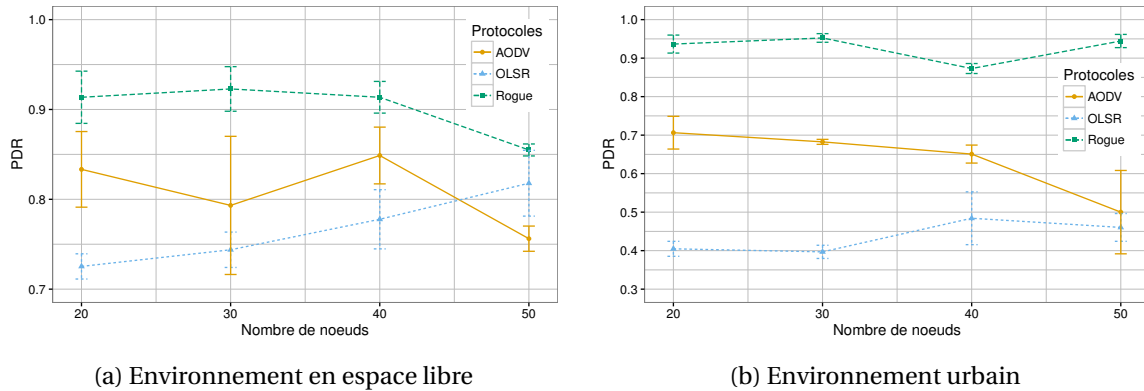 1.0
0.9
0.8
0.7
PDR
20
30
40
50
Nombre de noeuds
Protocoles
AODV
OLSR
Rogue
(a) Environnement en espace libre
1.0
0.9
0.8
0.7
0.6
0.5
0.4
0.3
PDR
20
30
40
50
Nombre de noeuds
Protocoles
AODV
OLSR
Rogue
(b) Environnement urbain